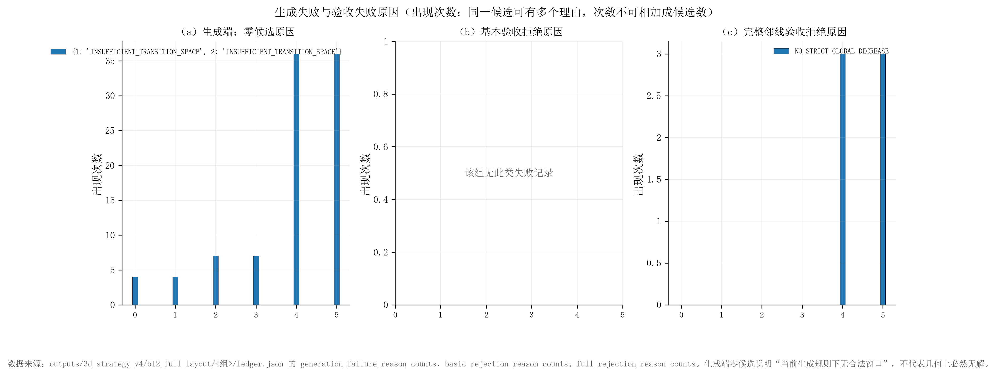 生成失败与验收失败原因（出现次数；同一候选可有多个理由，次数不可相加成候选数）
（a）生成端：零候选原因
{1: 'INSUFFICIENT_TRANSITION_SPACE', 2: 'INSUFFICIENT_TRANSITION_SPACE'}
出现次数
35
30
25
20
15
10
5
0
0 1 2 3 4 5
（b）基本验收拒绝原因
出现次数
1
0.8
0.6
0.4
0.2
0
该组无此类失败记录
0 1 2 3 4 5
（c）完整邻线验收拒绝原因
NO_STRICT_GLOBAL_DECREASE
出现次数
3
2.5
2
1.5
1
0.5
0
0 1 2 3 4 5
数据来源：outputs/3d_strategy_v4/512_full_layout/<组>/ledger.json 的 generation_failure_reason_counts、basic_rejection_reason_counts、full_rejection_reason_counts。生成端零候选说明“当前生成规则下无合法窗口”，不代表几何上必然无解。